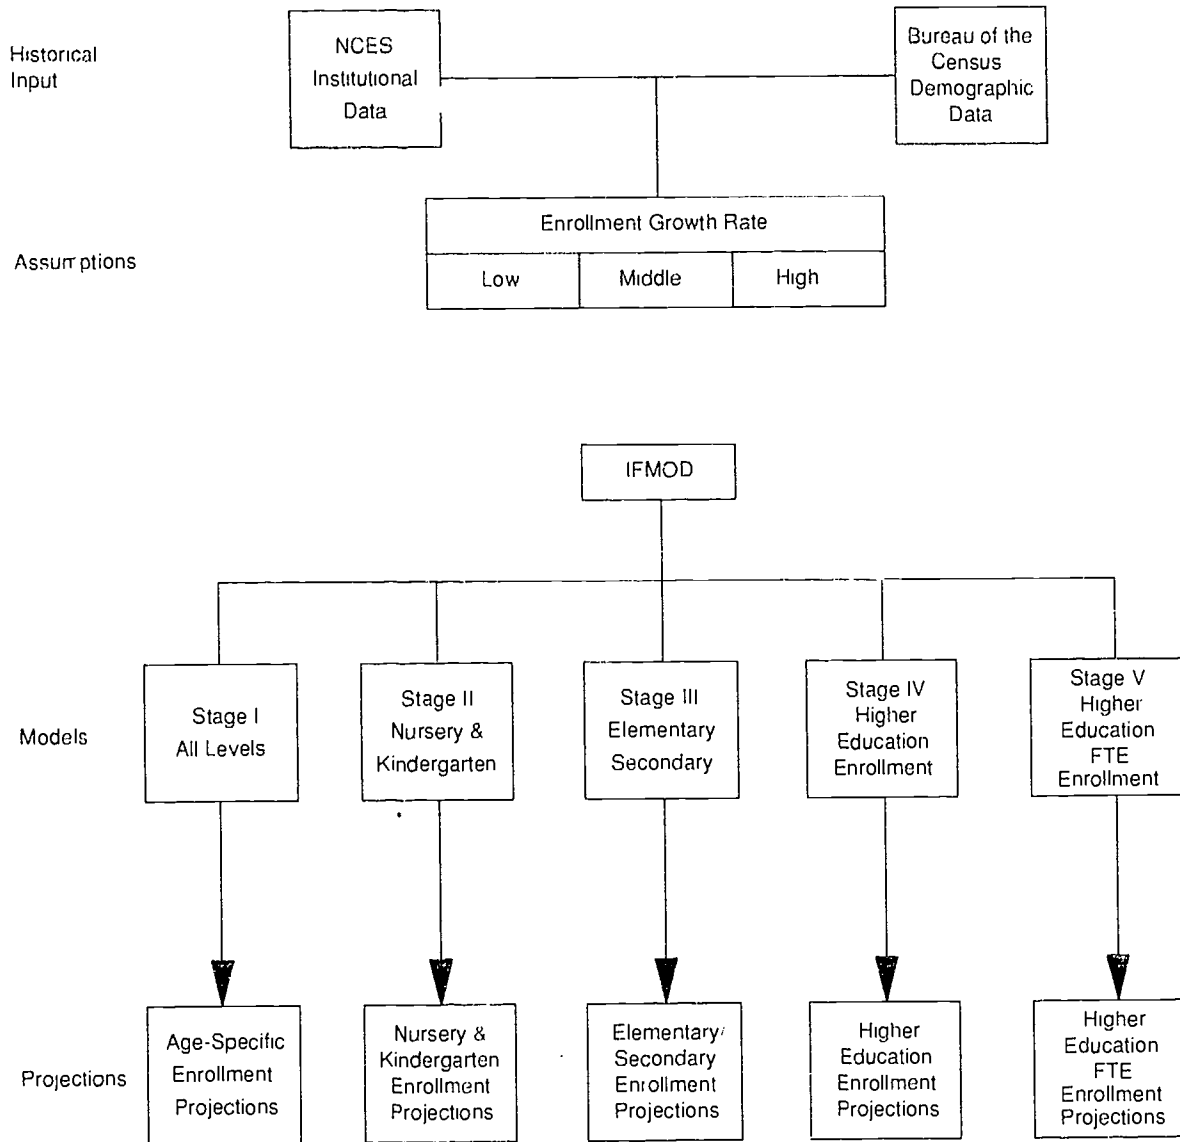 Historical
Input
NCES
Institutional
Data
Bureau of the
Census
Demographic
Data
Assumptions
Enrollment Growth Rate
Low
Middle
High
IFMOD
Models
Stage I
All Levels
Stage II
Nursery &
Kindergarten
Stage III
Elementary
Secondary
Stage IV
Higher
Education
Enrollment
Stage V
Higher
Education
FTE
Enrollment
Projections
Age-Specific
Enrollment
Projections
Nursery &
Kindergarten
Enrollment
Projections
Elementary/
Secondary
Enrollment
Projections
Higher
Education
Enrollment
Projections
Higher
Education
FTE
Enrollment
Projections